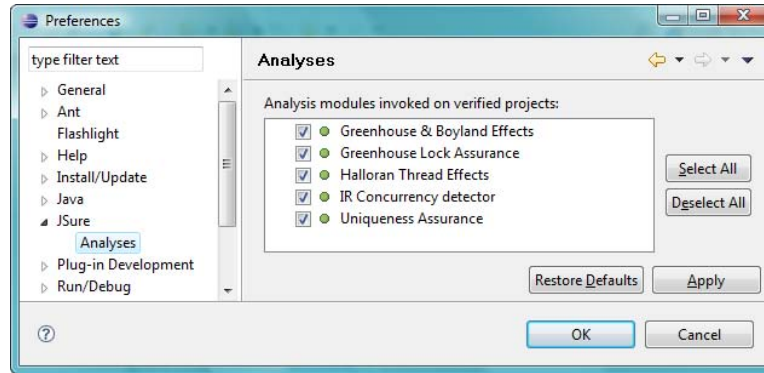 Preferences
type filter text
General
Ant
Flashlight
Help
Install/Update
Java
JSure
Analyses
Plug-in Development
Run/Debug
Analyses
Analysis modules invoked on verified projects:
Greenhouse & Boyland Effects
Greenhouse Lock Assurance
Halloran Thread Effects
IR Concurrency detector
Uniqueness Assurance
Select All
Deselect All
Restore Defaults
Apply
OK
Cancel